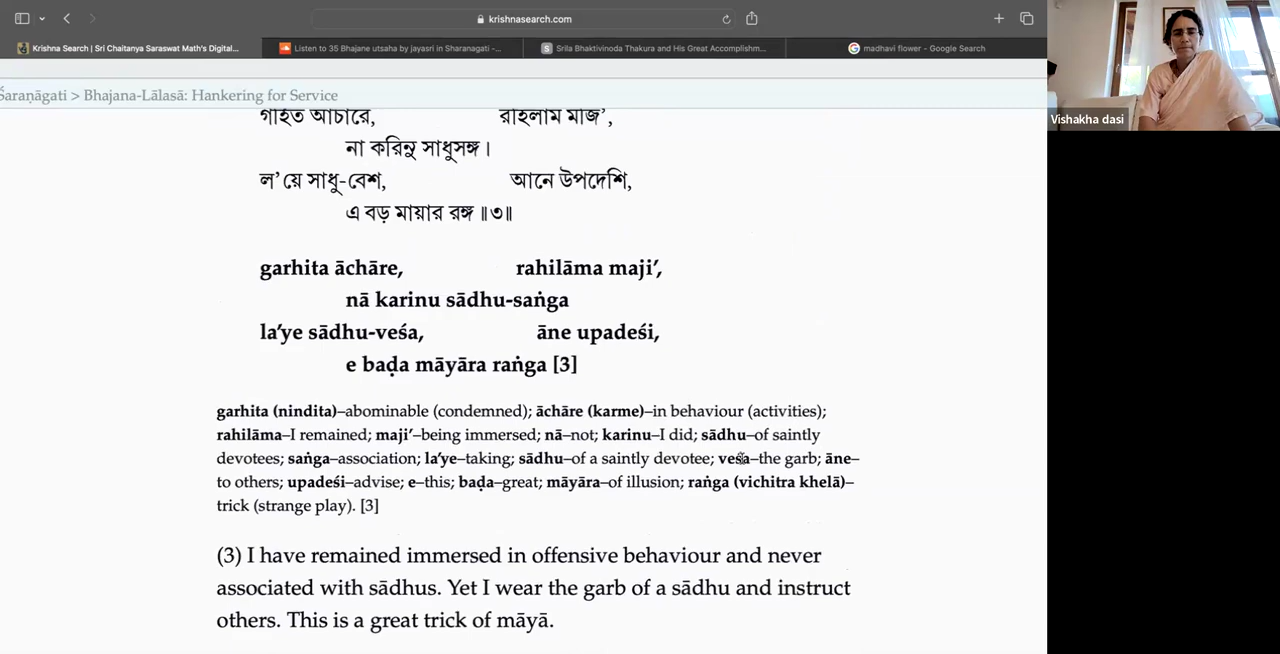 krishnasearch.com
Krishna Search | Sri Chaitanya Saraswat Math's Digital...
Listen to 35 Bhajane utsaha by jayasri in Sharanagati -...
Srila Bhaktivinoda Thakura and His Great Accomplishm...
madhavi flower - Google Search
Śaraṇāgati > Bhajana-Lālasā: Hankering for Service
Vishakha dasi
গর্হিত আচারে, রহিলাম মজি’,
না করিনু সাধুসঙ্গ ।
ল’য়ে সাধু-বেশ, আনে উপদেশি,
এ বড় মায়ার রঙ্গ ॥৩॥
garhita āchāre, rahilāma maji’,
nā karinu sādhu-saṅga
la’ye sādhu-veśa, āne upadeśi,
e baḍa māyāra raṅga [3]
garhita (nindita)–abominable (condemned); āchāre (karme)–in behaviour (activities);
rahilāma–I remained; maji’–being immersed; nā–not; karinu–I did; sādhu–of saintly
devotees; saṅga–association; la’ye–taking; sādhu–of a saintly devotee; veśa–the garb; āne–
to others; upadeśi–advise; e–this; baḍa–great; māyāra–of illusion; raṅga (vichitra khelā)–
trick (strange play). [3]
(3) I have remained immersed in offensive behaviour and never
associated with sādhus. Yet I wear the garb of a sādhu and instruct
others. This is a great trick of māyā.